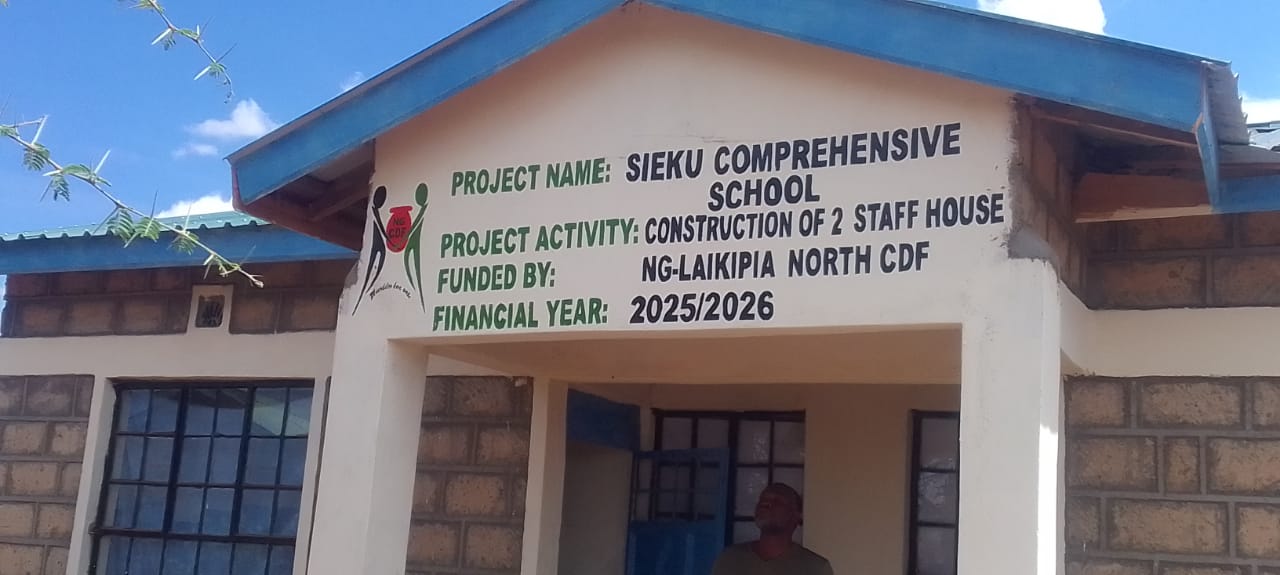 PROJECT NAME: SIEKU COMPREHENSIVE
SCHOOL
PROJECT ACTIVITY: CONSTRUCTION OF 2 STAFF HOUSE
FUNDED BY: NG-LAIKIPIA NORTH CDF
FINANCIAL YEAR: 2025/2026
NG
CDF